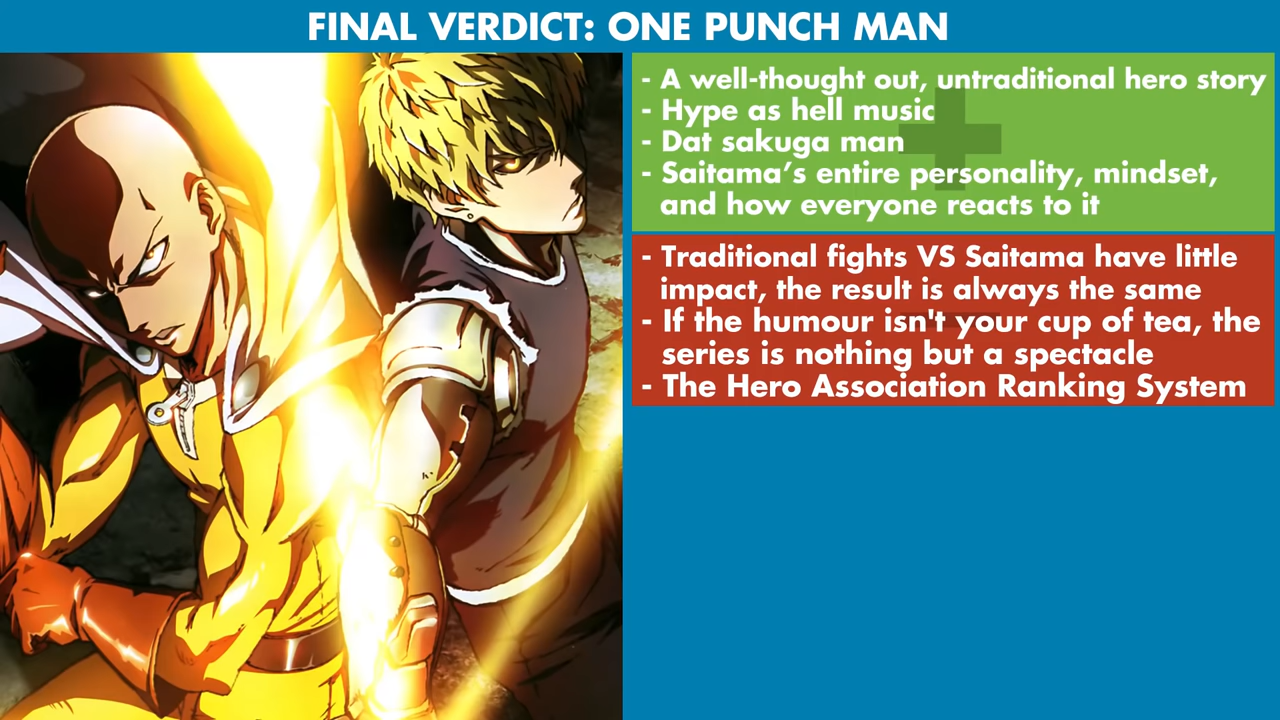 FINAL VERDICT: ONE PUNCH MAN
- A well-thought out, untraditional hero story
- Hype as hell music
- Dat sakuga man
- Saitama’s entire personality, mindset,
and how everyone reacts to it
- Traditional fights VS Saitama have little
impact, the result is always the same
- If the humour isn't your cup of tea, the
series is nothing but a spectacle
- The Hero Association Ranking System